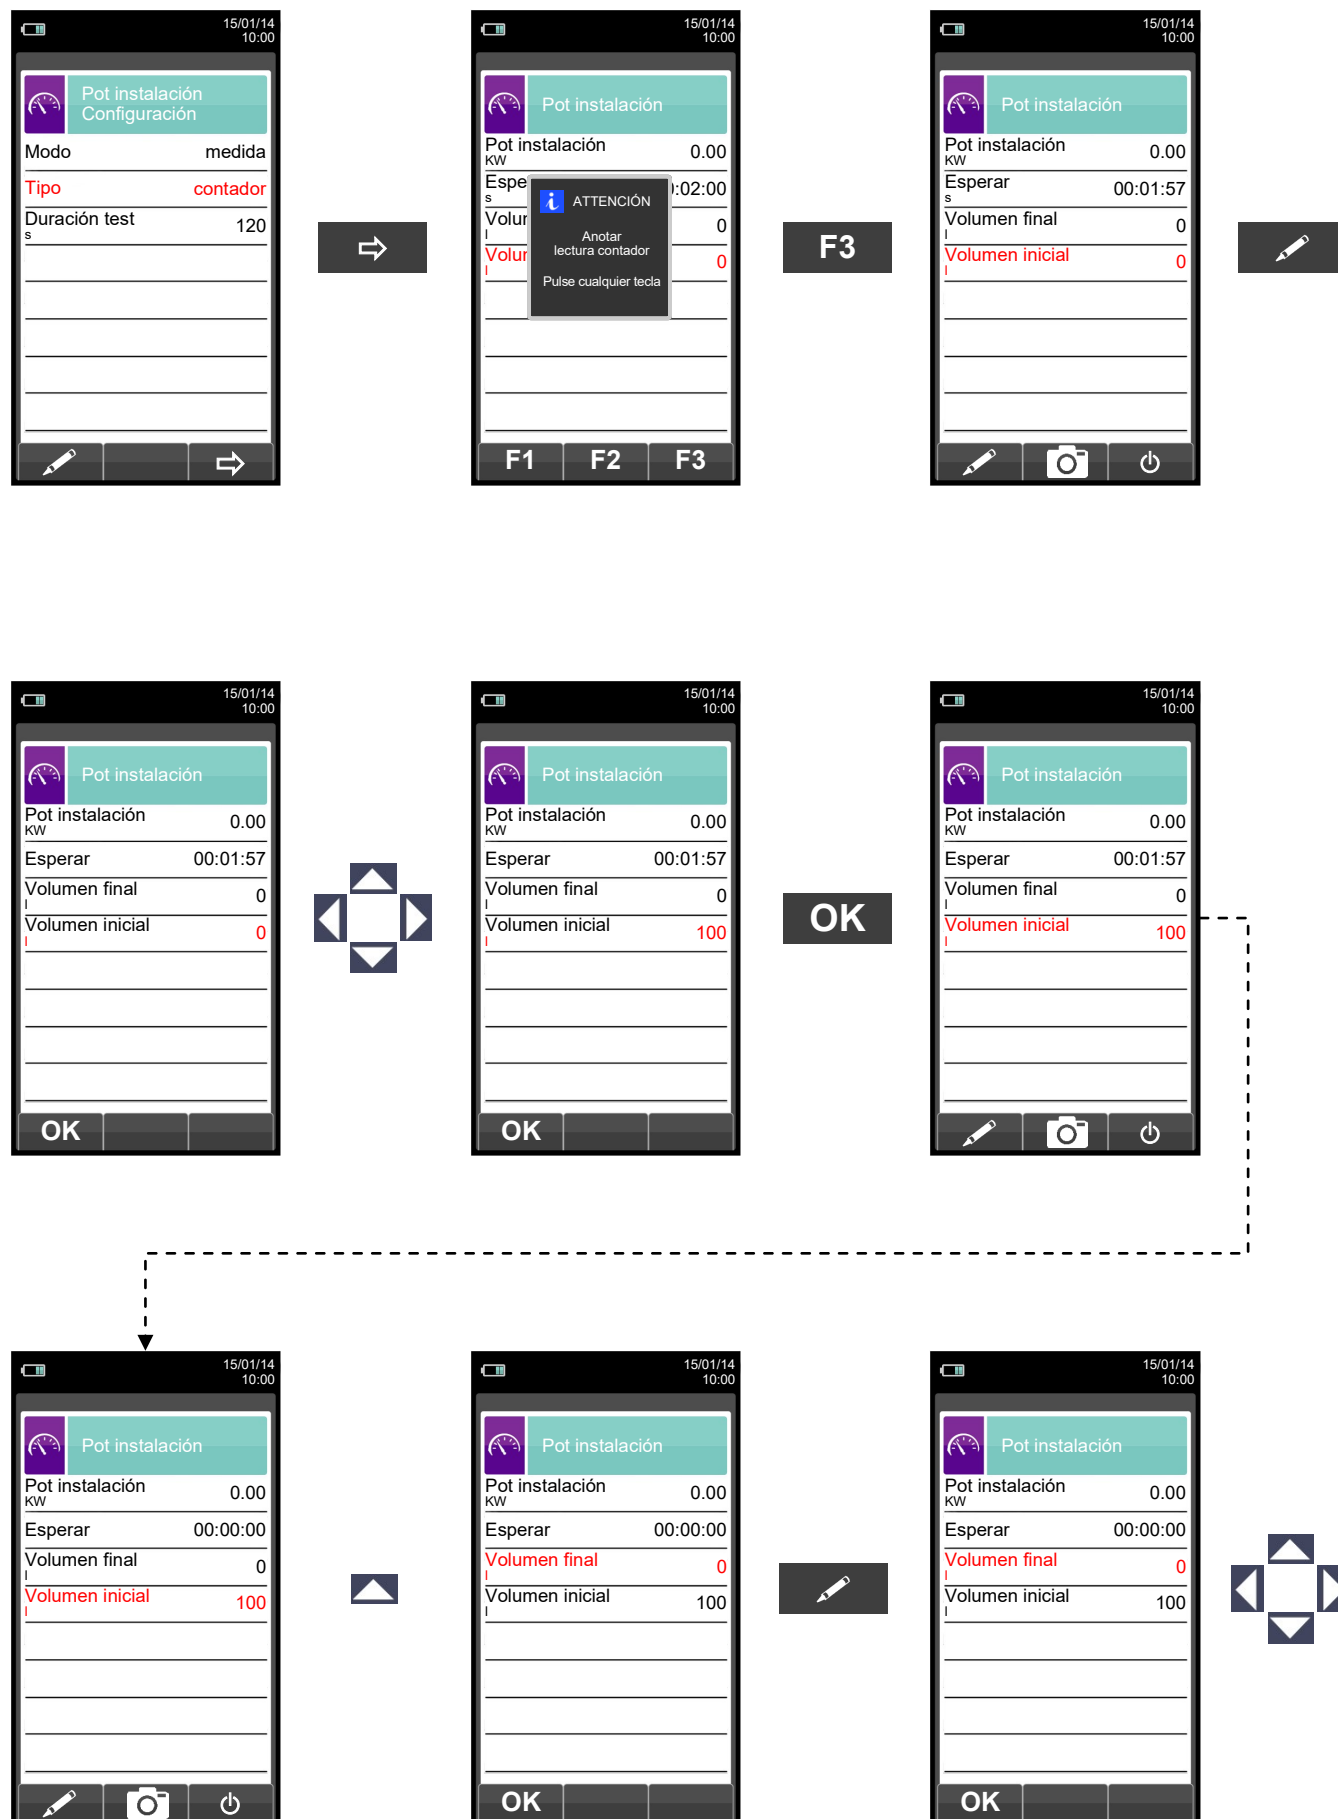 15/01/14
10:00
Pot instalación
Configuración
Modo medida
Tipo contador
Duración test 120
s
15/01/14
10:00
Pot instalación
Pot instalación 0.00
KW
Espe :02:00
s
Volur 0
l
Volur 0
l
i ATTENCIÓN
Anotar
lectura contador
Pulse cualquier tecla
F1 F2 F3
F3
15/01/14
10:00
Pot instalación
Pot instalación 0.00
KW
Esperar 00:01:57
s
Volumen final 0
l
Volumen inicial 0
l
15/01/14
10:00
Pot instalación
Pot instalación 0.00
KW
Esperar 00:01:57
Volumen final 0
l
Volumen inicial 0
l
OK
15/01/14
10:00
Pot instalación
Pot instalación 0.00
KW
Esperar 00:01:57
Volumen final 0
l
Volumen inicial 100
l
OK
OK
15/01/14
10:00
Pot instalación
Pot instalación 0.00
KW
Esperar 00:01:57
Volumen final 0
l
Volumen inicial 100
l
15/01/14
10:00
Pot instalación
Pot instalación 0.00
KW
Esperar 00:00:00
Volumen final 0
l
Volumen inicial 100
l
15/01/14
10:00
Pot instalación
Pot instalación 0.00
KW
Esperar 00:00:00
Volumen final 0
l
Volumen inicial 100
l
OK
15/01/14
10:00
Pot instalación
Pot instalación 0.00
KW
Esperar 00:00:00
Volumen final 0
l
Volumen inicial 100
l
OK